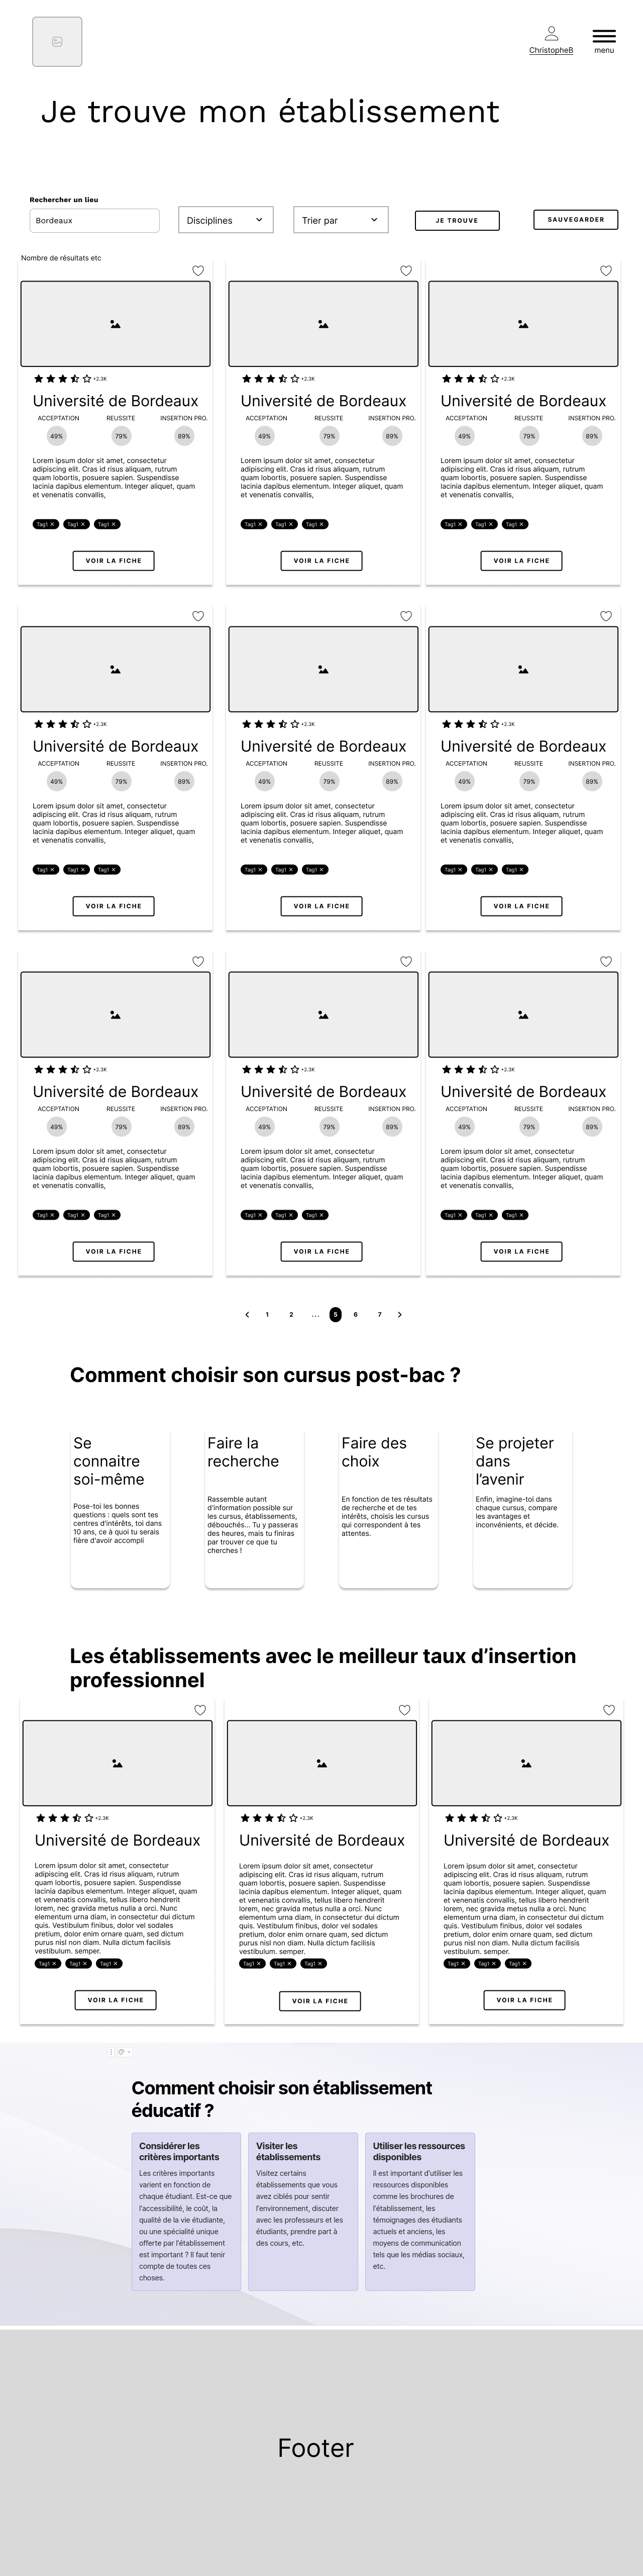 ChristopheB
menu
Je trouve mon établissement
Rechercher un lieu
Bordeaux
Disciplines
Trier par
JE TROUVE
SAUVEGARDER
Nombre de résultats etc
+2.3K
+2.3K
+2.3K
Université de Bordeaux
Université de Bordeaux
Université de Bordeaux
ACCEPTATION REUSSITE INSERTION PRO.
ACCEPTATION REUSSITE INSERTION PRO.
ACCEPTATION REUSSITE INSERTION PRO.
49% 79% 89%
49% 79% 89%
49% 79% 89%
Lorem ipsum dolor sit amet, consectetur
adipiscing elit. Cras id risus aliquam, rutrum
quam lobortis, posuere sapien. Suspendisse
lacinia dapibus elementum. Integer aliquet, quam
et venenatis convallis,
Lorem ipsum dolor sit amet, consectetur
adipiscing elit. Cras id risus aliquam, rutrum
quam lobortis, posuere sapien. Suspendisse
lacinia dapibus elementum. Integer aliquet, quam
et venenatis convallis,
Lorem ipsum dolor sit amet, consectetur
adipiscing elit. Cras id risus aliquam, rutrum
quam lobortis, posuere sapien. Suspendisse
lacinia dapibus elementum. Integer aliquet, quam
et venenatis convallis,
Tag1 Tag1 Tag1
Tag1 Tag1 Tag1
Tag1 Tag1 Tag1
VOIR LA FICHE
VOIR LA FICHE
VOIR LA FICHE
+2.3K
+2.3K
+2.3K
Université de Bordeaux
Université de Bordeaux
Université de Bordeaux
ACCEPTATION REUSSITE INSERTION PRO.
ACCEPTATION REUSSITE INSERTION PRO.
ACCEPTATION REUSSITE INSERTION PRO.
49% 79% 89%
49% 79% 89%
49% 79% 89%
Lorem ipsum dolor sit amet, consectetur
adipiscing elit. Cras id risus aliquam, rutrum
quam lobortis, posuere sapien. Suspendisse
lacinia dapibus elementum. Integer aliquet, quam
et venenatis convallis,
Lorem ipsum dolor sit amet, consectetur
adipiscing elit. Cras id risus aliquam, rutrum
quam lobortis, posuere sapien. Suspendisse
lacinia dapibus elementum. Integer aliquet, quam
et venenatis convallis,
Lorem ipsum dolor sit amet, consectetur
adipiscing elit. Cras id risus aliquam, rutrum
quam lobortis, posuere sapien. Suspendisse
lacinia dapibus elementum. Integer aliquet, quam
et venenatis convallis,
Tag1 Tag1 Tag1
Tag1 Tag1 Tag1
Tag1 Tag1 Tag1
VOIR LA FICHE
VOIR LA FICHE
VOIR LA FICHE
+2.3K
+2.3K
+2.3K
Université de Bordeaux
Université de Bordeaux
Université de Bordeaux
ACCEPTATION REUSSITE INSERTION PRO.
ACCEPTATION REUSSITE INSERTION PRO.
ACCEPTATION REUSSITE INSERTION PRO.
49% 79% 89%
49% 79% 89%
49% 79% 89%
Lorem ipsum dolor sit amet, consectetur
adipiscing elit. Cras id risus aliquam, rutrum
quam lobortis, posuere sapien. Suspendisse
lacinia dapibus elementum. Integer aliquet, quam
et venenatis convallis,
Lorem ipsum dolor sit amet, consectetur
adipiscing elit. Cras id risus aliquam, rutrum
quam lobortis, posuere sapien. Suspendisse
lacinia dapibus elementum. Integer aliquet, quam
et venenatis convallis,
Lorem ipsum dolor sit amet, consectetur
adipiscing elit. Cras id risus aliquam, rutrum
quam lobortis, posuere sapien. Suspendisse
lacinia dapibus elementum. Integer aliquet, quam
et venenatis convallis,
Tag1 Tag1 Tag1
Tag1 Tag1 Tag1
Tag1 Tag1 Tag1
VOIR LA FICHE
VOIR LA FICHE
VOIR LA FICHE
1 2 ... 5 6 7
Comment choisir son cursus post-bac ?
Se
connaitre
soi-même
Pose-toi les bonnes
questions : quels sont tes
centres d'intérêts, toi dans
10 ans, ce à quoi tu serais
fière d'avoir accompli
Faire la
recherche
Rassemble autant
d'information possible sur
les cursus, établissements,
débouchés... Tu y passeras
des heures, mais tu finiras
par trouver ce que tu
cherches !
Faire des
choix
En fonction de tes résultats
de recherche et de tes
intérêts, choisis les cursus
qui correspondent à tes
attentes.
Se projeter
dans
l'avenir
Enfin, imagine-toi dans
chaque cursus, compare
les avantages et
inconvénients, et décide.
Les établissements avec le meilleur taux d'insertion
professionnel
+2.3K
+2.3K
+2.3K
Université de Bordeaux
Université de Bordeaux
Université de Bordeaux
Lorem ipsum dolor sit amet, consectetur
adipiscing elit. Cras id risus aliquam, rutrum
quam lobortis, posuere sapien. Suspendisse
lacinia dapibus elementum. Integer aliquet, quam
et venenatis convallis, tellus libero hendrerit
lorem, nec gravida metus nulla a orci. Nunc
elementum urna diam, in consectetur dui dictum
quis. Vestibulum finibus, dolor vel sodales
pretium, dolor enim ornare quam, sed dictum
purus nisl non diam. Nulla dictum facilisis
vestibulum. semper.
Lorem ipsum dolor sit amet, consectetur
adipiscing elit. Cras id risus aliquam, rutrum
quam lobortis, posuere sapien. Suspendisse
lacinia dapibus elementum. Integer aliquet, quam
et venenatis convallis, tellus libero hendrerit
lorem, nec gravida metus nulla a orci. Nunc
elementum urna diam, in consectetur dui dictum
quis. Vestibulum finibus, dolor vel sodales
pretium, dolor enim ornare quam, sed dictum
purus nisl non diam. Nulla dictum facilisis
vestibulum. semper.
Lorem ipsum dolor sit amet, consectetur
adipiscing elit. Cras id risus aliquam, rutrum
quam lobortis, posuere sapien. Suspendisse
lacinia dapibus elementum. Integer aliquet, quam
et venenatis convallis, tellus libero hendrerit
lorem, nec gravida metus nulla a orci. Nunc
elementum urna diam, in consectetur dui dictum
quis. Vestibulum finibus, dolor vel sodales
pretium, dolor enim ornare quam, sed dictum
purus nisl non diam. Nulla dictum facilisis
vestibulum. semper.
Tag1 Tag1 Tag1
Tag1 Tag1 Tag1
Tag1 Tag1 Tag1
VOIR LA FICHE
VOIR LA FICHE
VOIR LA FICHE
Comment choisir son établissement
éducatif ?
Considérer les
critères importants
Les critères importants
varient en fonction de
chaque étudiant. Est-ce que
l'accessibilité, le coût, la
qualité de la vie étudiante,
ou une spécialité unique
offerte par l'établissement
est important ? Il faut tenir
compte de toutes ces
choses.
Visiter les
établissements
Visitez certains
établissements que vous
avez ciblés pour sentir
l'environnement, discuter
avec les professeurs et les
étudiants, prendre part à
des cours, etc.
Utiliser les ressources
disponibles
Il est important d'utiliser les
ressources disponibles
comme les brochures de
l'établissement, les
témoignages des étudiants
actuels et anciens, les
moyens de communication
tels que les médias sociaux,
etc.
Footer